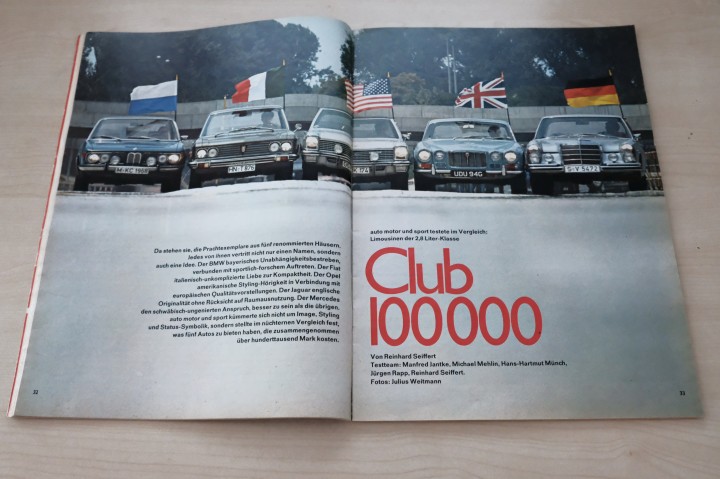 M-KC 1908
HN-T 876
K 174
UDU 94G
S-Y 5472
Da stehen sie, die Prachtexemplare aus fünf renommierten Häusern.
Jedes von ihnen vertritt nicht nur einen Namen, sondern
auch eine Idee. Der BMW bayerisches Unabhängigkeitsbestreben,
verbunden mit sportlich-forschem Auftreten. Der Fiat
italienisch-unkomplizierte Liebe zur Kompaktheit. Der Opel
amerikanische Styling-Hörigkeit in Verbindung mit
europäischen Qualitätsvorstellungen. Der Jaguar englische
Originalität ohne Rücksicht auf Raumausnutzung. Der Mercedes
den schwäbisch-ungenierten Anspruch, besser zu sein als die übrigen.
auto motor und sport kümmerte sich nicht um Image, Styling
und Status-Symbolik, sondern stellte im nüchternen Vergleich fest,
was fünf Autos zu bieten haben, die zusammengenommen
über hunderttausend Mark kosten.
32
auto motor und sport testete im Vergleich:
Limousinen der 2,8 Liter-Klasse
Club
100 000
Von Reinhard Seiffert
Testteam: Manfred Jantke, Michael Mehlin, Hans-Hartmut Münch,
Jürgen Rapp, Reinhard Seiffert.
Fotos: Julius Weitmann
33